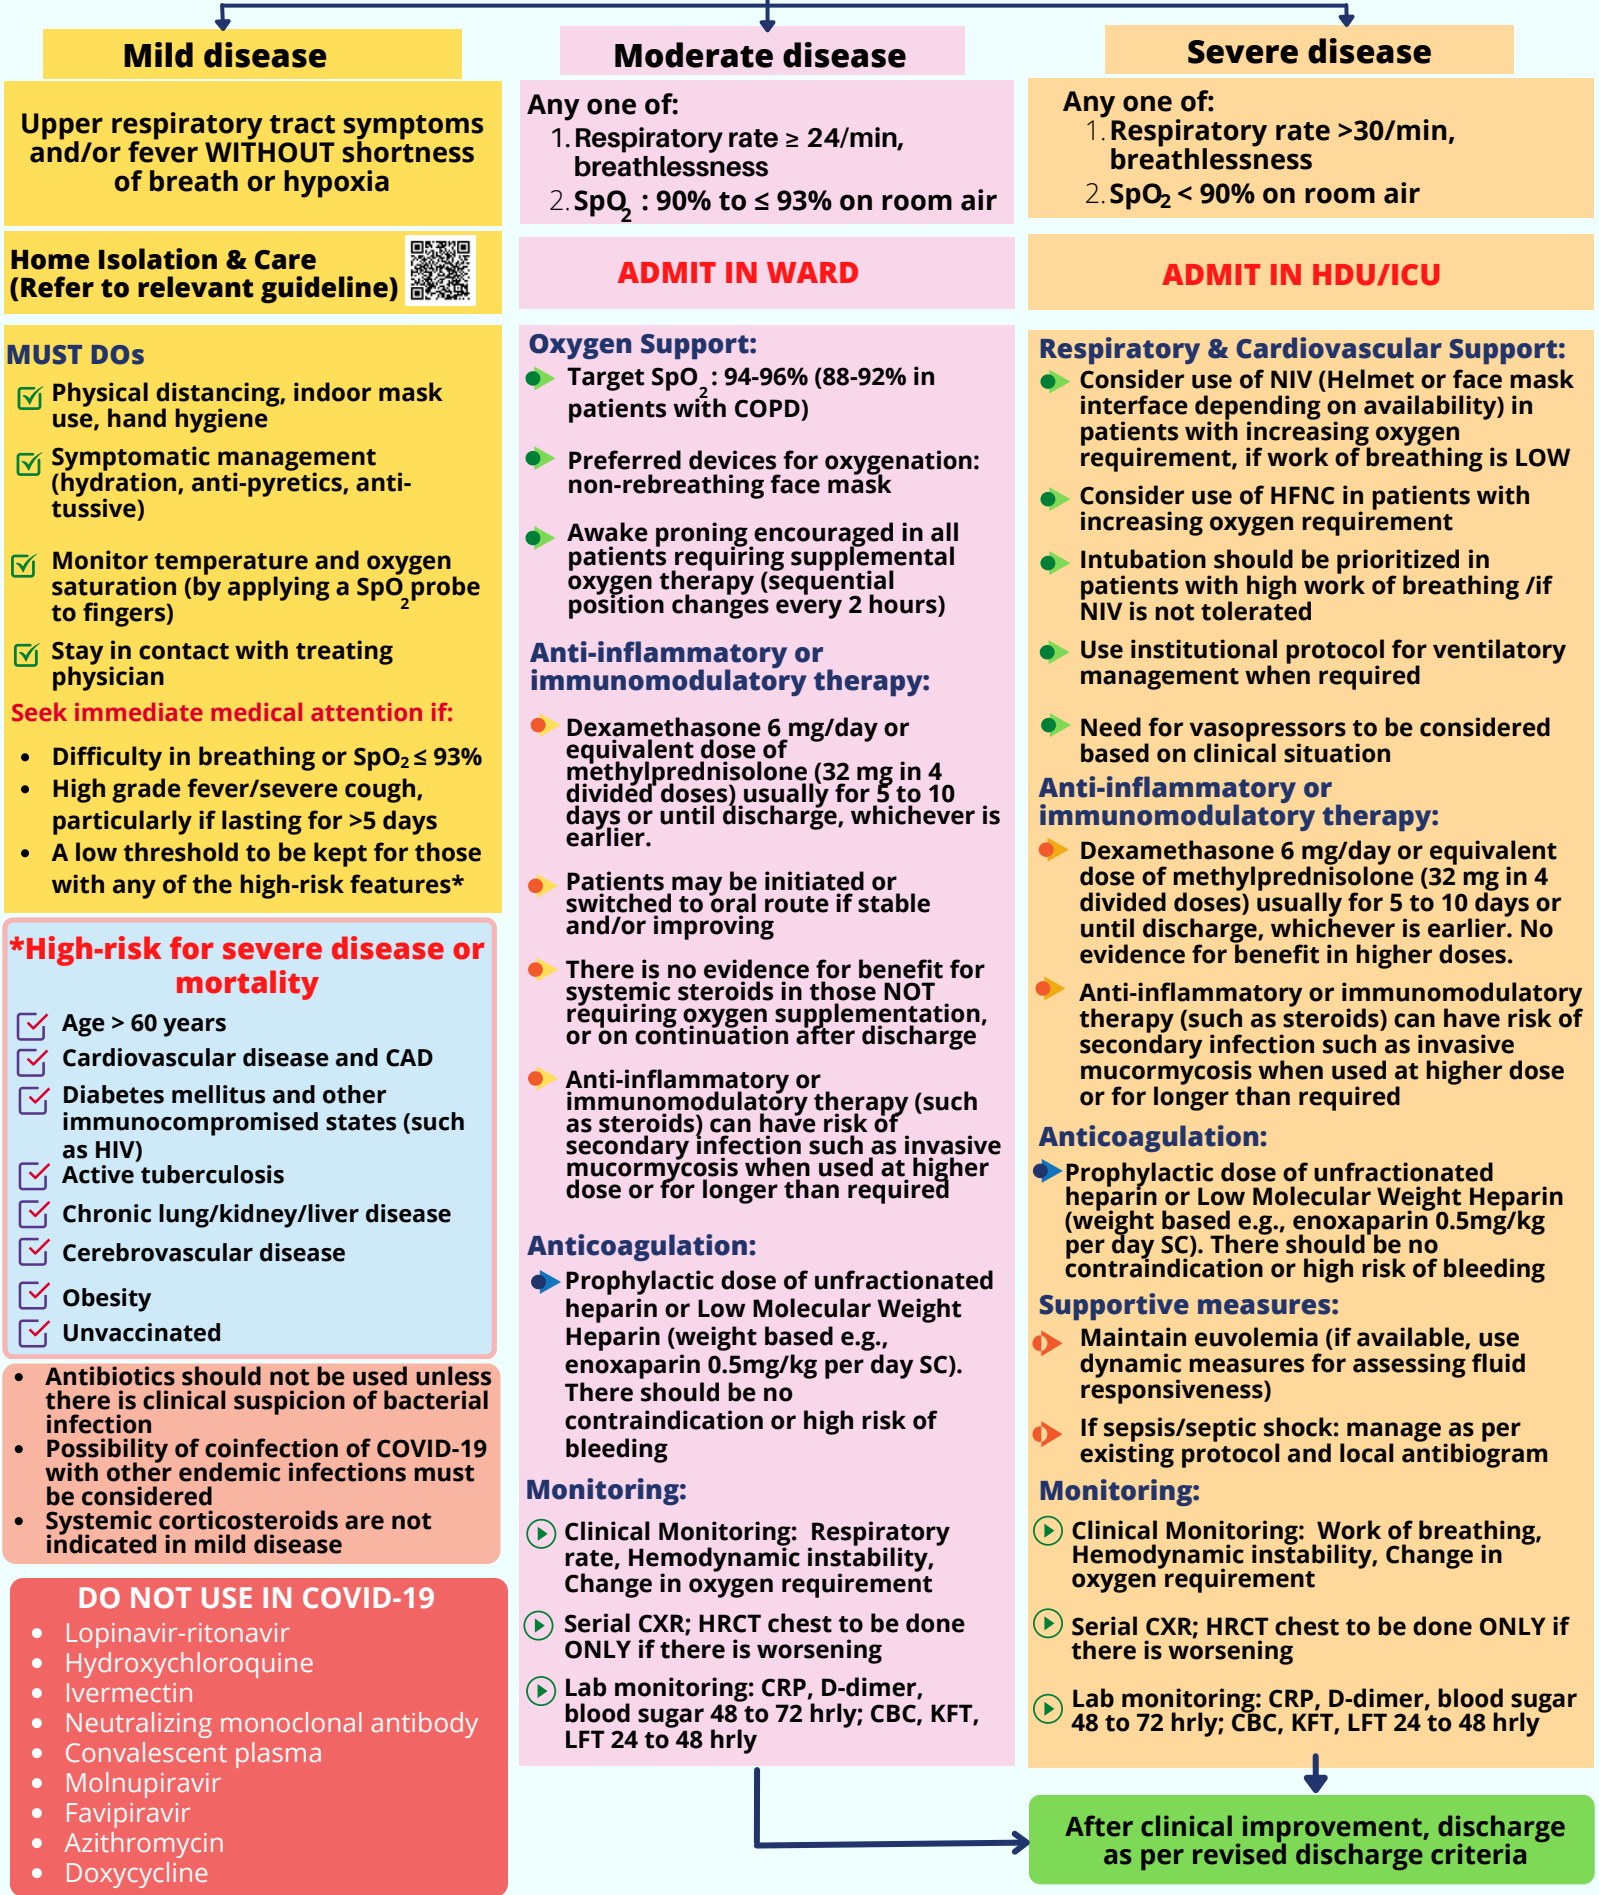 Mild disease
Upper respiratory tract symptoms
and/or fever WITHOUT shortness
of breath or hypoxia
Home Isolation & Care
(Refer to relevant guideline)
MUST DOs
Physical distancing, indoor mask
use, hand hygiene
Symptomatic management
(hydration, anti-pyretics, anti-
tussive)
Monitor temperature and oxygen
saturation (by applying a SpO2 probe
to fingers)
Stay in contact with treating
physician
Seek immediate medical attention if:
• Difficulty in breathing or SpO2 ≤ 93%
• High grade fever/severe cough,
particularly if lasting for >5 days
• A low threshold to be kept for those
with any of the high-risk features*
*High-risk for severe disease or
mortality
Age > 60 years
Cardiovascular disease and CAD
Diabetes mellitus and other
immunocompromised states (such
as HIV)
Active tuberculosis
Chronic lung/kidney/liver disease
Cerebrovascular disease
Obesity
Unvaccinated
• Antibiotics should not be used unless
there is clinical suspicion of bacterial
infection
• Possibility of coinfection of COVID-19
with other endemic infections must
be considered
• Systemic corticosteroids are not
indicated in mild disease
DO NOT USE IN COVID-19
• Lopinavir-ritonavir
• Hydroxychloroquine
• Ivermectin
• Neutralizing monoclonal antibody
• Convalescent plasma
• Molnupiravir
• Favipiravir
• Azithromycin
• Doxycycline
Moderate disease
Any one of:
1. Respiratory rate ≥ 24/min,
breathlessness
2. SpO2 : 90% to ≤ 93% on room air
ADMIT IN WARD
Oxygen Support:
Target SpO2 : 94-96% (88-92% in
patients with COPD)
Preferred devices for oxygenation:
non-rebreathing face mask
Awake proning encouraged in all
patients requiring supplemental
oxygen therapy (sequential
position changes every 2 hours)
Anti-inflammatory or
immunomodulatory therapy:
Dexamethasone 6 mg/day or
equivalent dose of
methylprednisolone (32 mg in 4
divided doses) usually for 5 to 10
days or until discharge, whichever is
earlier.
Patients may be initiated or
switched to oral route if stable
and/or improving
There is no evidence for benefit for
systemic steroids in those NOT
requiring oxygen supplementation,
or on continuation after discharge
Anti-inflammatory or
immunomodulatory therapy (such
as steroids) can have risk of
secondary infection such as invasive
mucormycosis when used at higher
dose or for longer than required
Anticoagulation:
Prophylactic dose of unfractionated
heparin or Low Molecular Weight
Heparin (weight based e.g.,
enoxaparin 0.5mg/kg per day SC).
There should be no
contraindication or high risk of
bleeding
Monitoring:
Clinical Monitoring: Respiratory
rate, Hemodynamic instability,
Change in oxygen requirement
Serial CXR; HRCT chest to be done
ONLY if there is worsening
Lab monitoring: CRP, D-dimer,
blood sugar 48 to 72 hrly; CBC, KFT,
LFT 24 to 48 hrly
Severe disease
Any one of:
1. Respiratory rate >30/min,
breathlessness
2. SpO2 < 90% on room air
ADMIT IN HDU/ICU
Respiratory & Cardiovascular Support:
Consider use of NIV (Helmet or face mask
interface depending on availability) in
patients with increasing oxygen
requirement, if work of breathing is LOW
Consider use of HFNC in patients with
increasing oxygen requirement
Intubation should be prioritized in
patients with high work of breathing /if
NIV is not tolerated
Use institutional protocol for ventilatory
management when required
Need for vasopressors to be considered
based on clinical situation
Anti-inflammatory or
immunomodulatory therapy:
Dexamethasone 6 mg/day or equivalent
dose of methylprednisolone (32 mg in 4
divided doses) usually for 5 to 10 days or
until discharge, whichever is earlier. No
evidence for benefit in higher doses.
Anti-inflammatory or immunomodulatory
therapy (such as steroids) can have risk of
secondary infection such as invasive
mucormycosis when used at higher dose
or for longer than required
Anticoagulation:
Prophylactic dose of unfractionated
heparin or Low Molecular Weight Heparin
(weight based e.g., enoxaparin 0.5mg/kg
per day SC). There should be no
contraindication or high risk of bleeding
Supportive measures:
Maintain euvolemia (if available, use
dynamic measures for assessing fluid
responsiveness)
If sepsis/septic shock: manage as per
existing protocol and local antibiogram
Monitoring:
Clinical Monitoring: Work of breathing,
Hemodynamic instability, Change in
oxygen requirement
Serial CXR; HRCT chest to be done ONLY if
there is worsening
Lab monitoring: CRP, D-dimer, blood sugar
48 to 72 hrly; CBC, KFT, LFT 24 to 48 hrly
After clinical improvement, discharge
as per revised discharge criteria